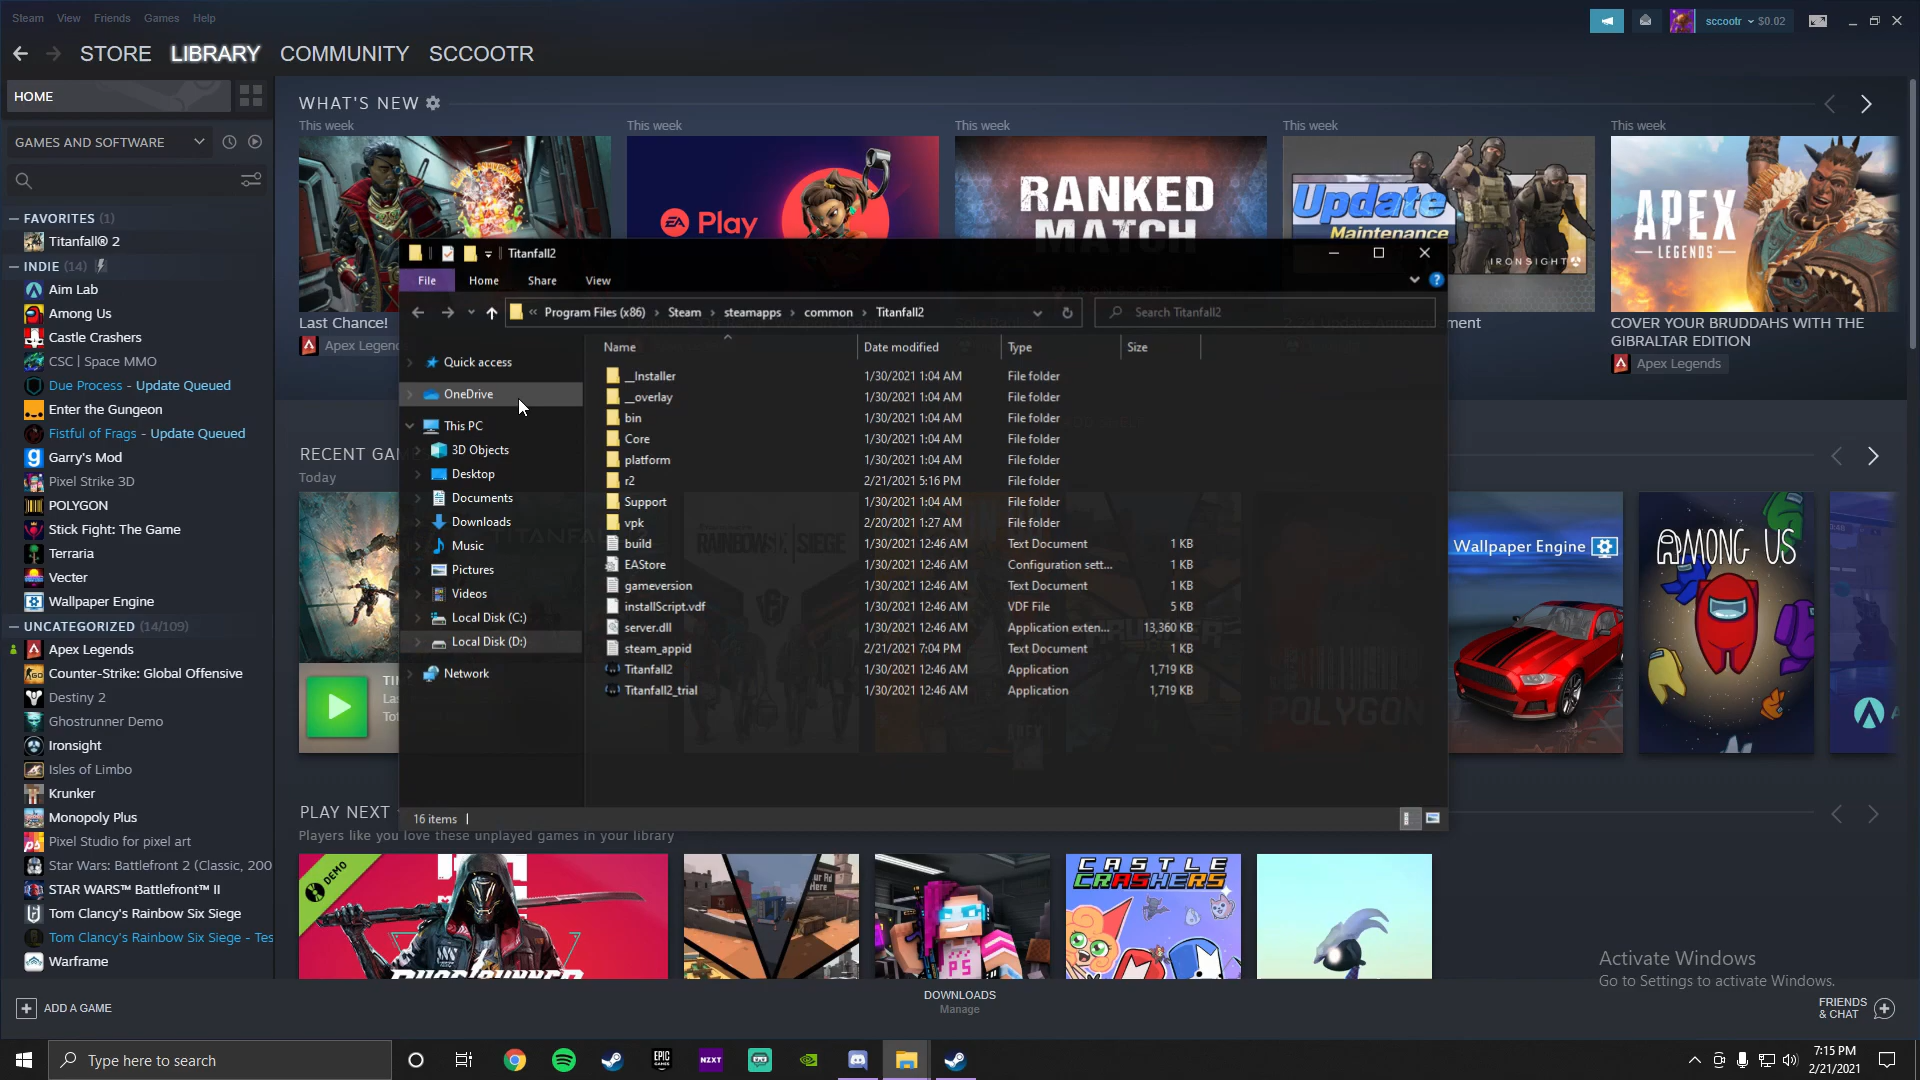 Steam View Friends Games Help
sccootr $0.02
STORE LIBRARY COMMUNITY SCCOOTR
HOME
GAMES AND SOFTWARE
FAVORITES (1)
Titanfall® 2
INDIE (14)
Aim Lab
Among Us
Castle Crashers
CSC | Space MMO
Due Process - Update Queued
Enter the Gungeon
Fistful of Frags - Update Queued
Garry's Mod
Pixel Strike 3D
POLYGON
Stick Fight: The Game
Terraria
Vecter
Wallpaper Engine
UNCATEGORIZED (14/109)
Apex Legends
Counter-Strike: Global Offensive
Destiny 2
Ghostrunner Demo
Ironsight
Isles of Limbo
Krunker
Monopoly Plus
Pixel Studio for pixel art
Star Wars: Battlefront 2 (Classic, 200
STAR WARS™ Battlefront™ II
Tom Clancy's Rainbow Six Siege
Tom Clancy's Rainbow Six Siege - Tes
Warframe
ADD A GAME
WHAT'S NEW
This week
This week
This week
This week
This week
EA Play
RANKED
MATCH
Update
Maintenance
IRONSIGHT
APEX
LEGENDS
Last Chance!
Apex Legen
ment
COVER YOUR BRUDDAHS WITH THE
GIBRALTAR EDITION
Apex Legends
RECENT GA
Today
Titanfall2
File Home Share View
Program Files (x86) Steam steamapps common Titanfall2
Search Titanfall2
Quick access
OneDrive
This PC
3D Objects
Desktop
Documents
Downloads
Music
Pictures
Videos
Local Disk (C:)
Local Disk (D:)
Network
Name Date modified Type Size
__Installer 1/30/2021 1:04 AM File folder
__overlay 1/30/2021 1:04 AM File folder
bin 1/30/2021 1:04 AM File folder
Core 1/30/2021 1:04 AM File folder
platform 1/30/2021 1:04 AM File folder
r2 2/21/2021 5:16 PM File folder
Support 1/30/2021 1:04 AM File folder
vpk 2/20/2021 1:27 AM File folder
build 1/30/2021 12:46 AM Text Document 1 KB
EAStore 1/30/2021 12:46 AM Configuration sett... 1 KB
gameversion 1/30/2021 12:46 AM Text Document 1 KB
installScript.vdf 1/30/2021 12:46 AM VDF File 5 KB
server.dll 1/30/2021 12:46 AM Application exten... 13,360 KB
steam_appid 2/21/2021 7:04 PM Text Document 1 KB
Titanfall2 1/30/2021 12:46 AM Application 1,719 KB
Titanfall2_trial 1/30/2021 12:46 AM Application 1,719 KB
16 items
RAINBOW SIX SIEGE
POLYGON
Wallpaper Engine
AMONG US
PLAY NEXT
Players like you love these unplayed games in your library
DEMO
PS
CASTLE
CRASHERS
Activate Windows
Go to Settings to activate Windows.
DOWNLOADS
Manage
FRIENDS
& CHAT
Type here to search
EPIC
GAMES
NZXT
7:15 PM
2/21/2021